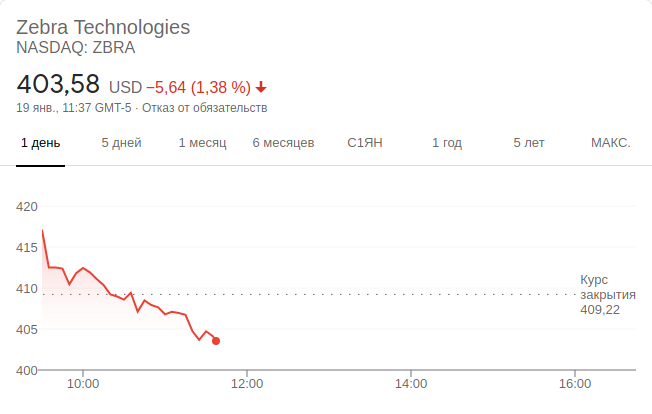 Zebra Technologies
NASDAQ: ZBRA
403,58 USD −5,64 (1,38 %)
19 янв., 11:37 GMT-5 · Отказ от обязательств
1 день 5 дней 1 месяц 6 месяцев С1ЯН 1 год 5 лет МАКС.
420
415
410
405
400
Курс
закрытия
409,22
10:00 12:00 14:00 16:00